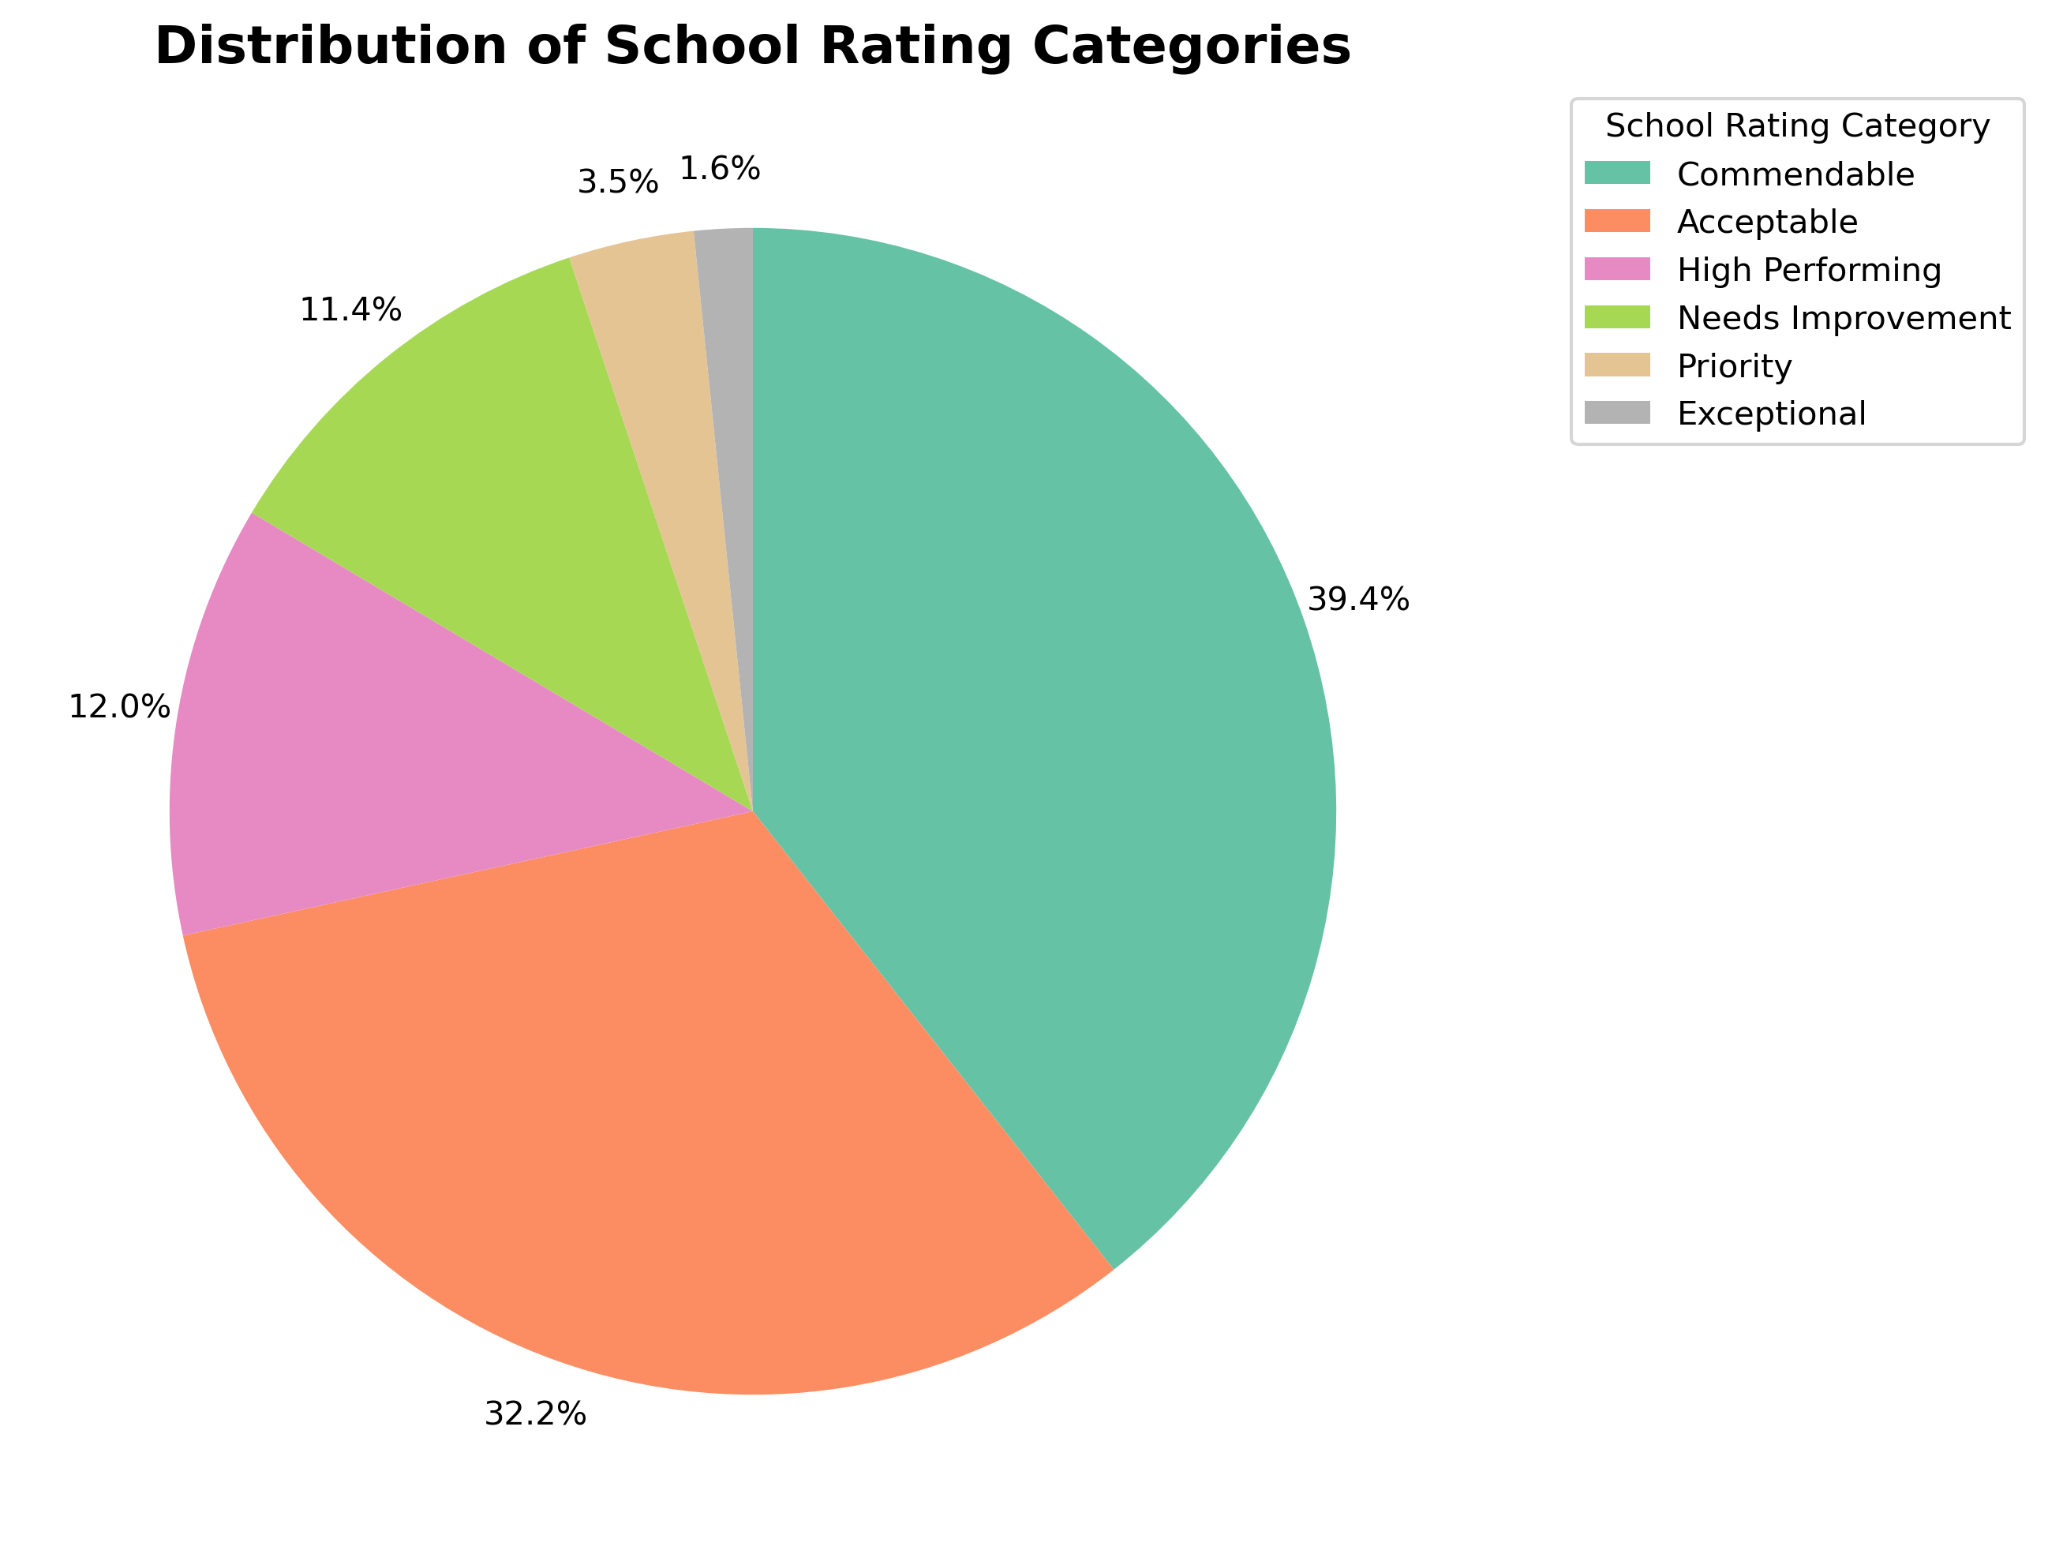 Distribution of School Rating Categories
School Rating Category
Commendable
Acceptable
High Performing
Needs Improvement
Priority
Exceptional
1.6%
3.5%
11.4%
39.4%
12.0%
32.2%